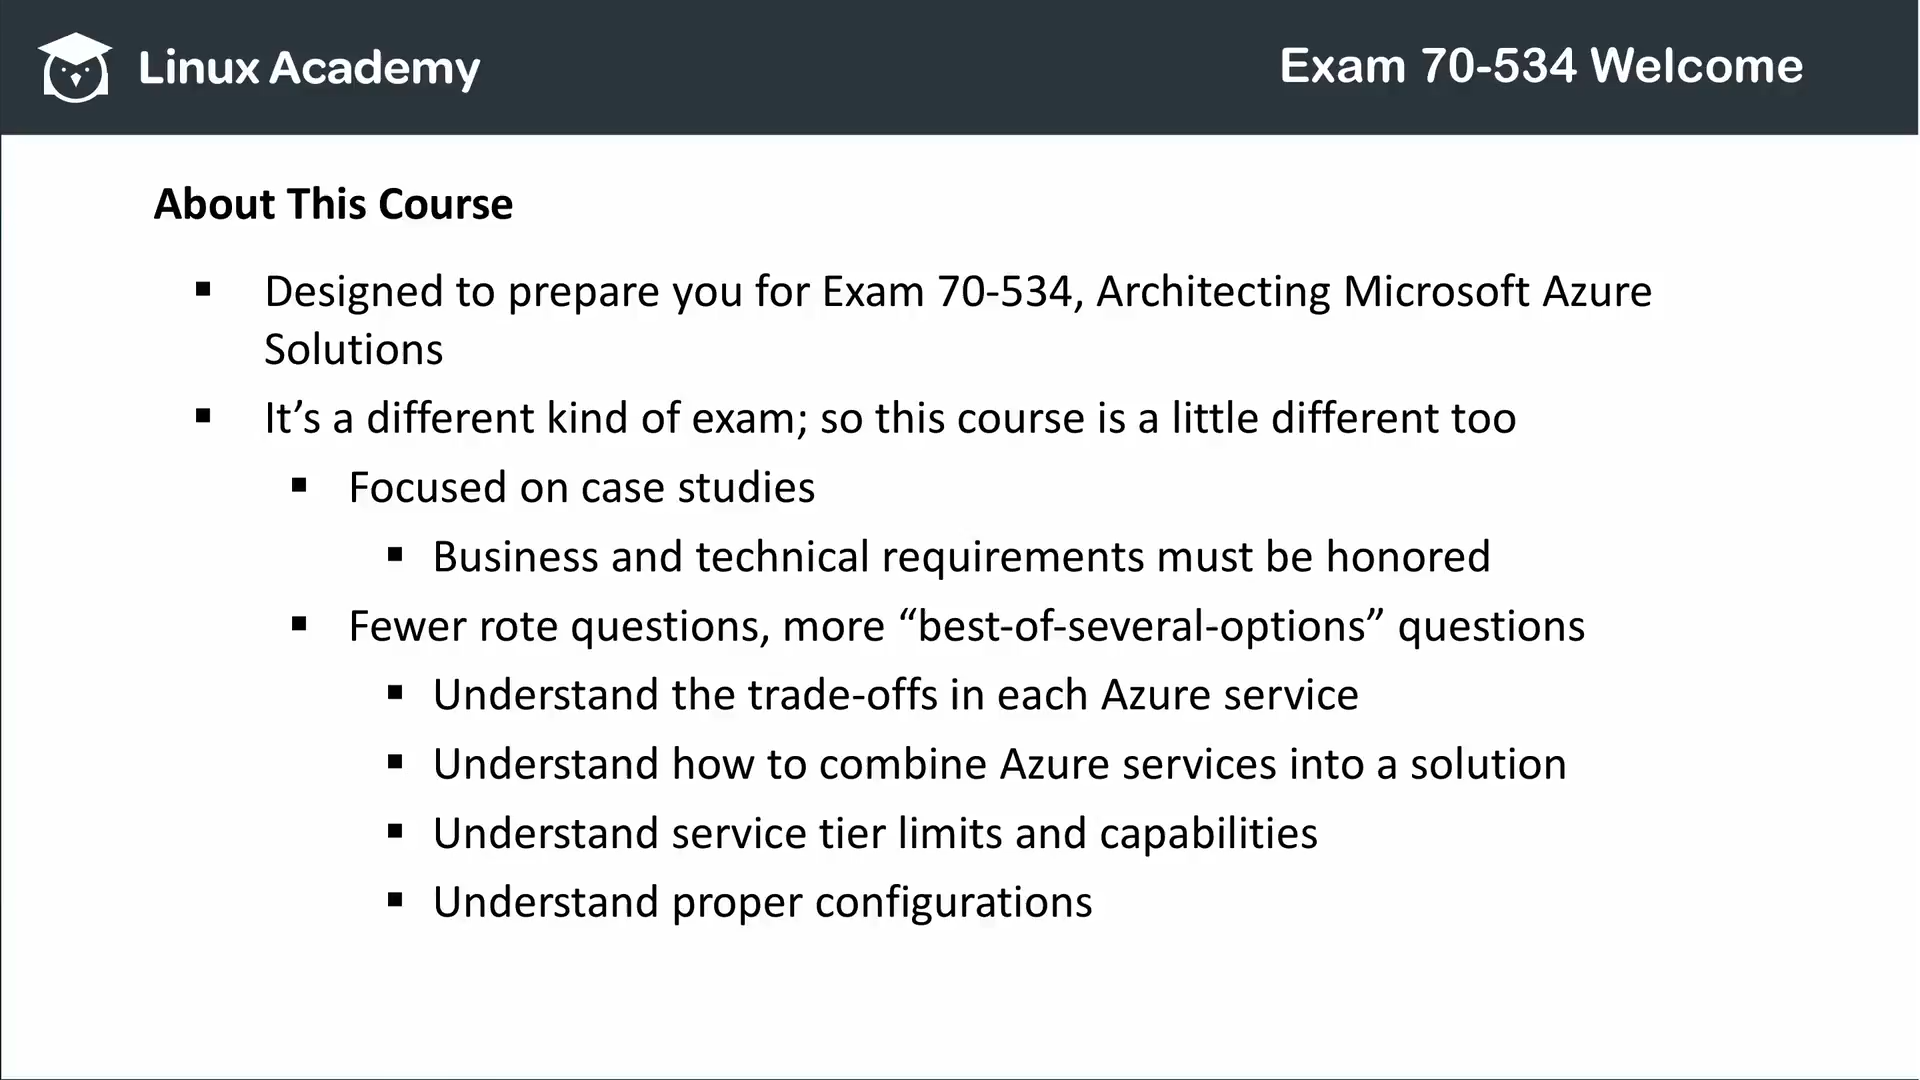 Linux Academy
Exam 70-534 Welcome
About This Course
▪ Designed to prepare you for Exam 70-534, Architecting Microsoft Azure
Solutions
▪ It’s a different kind of exam; so this course is a little different too
▪ Focused on case studies
▪ Business and technical requirements must be honored
▪ Fewer rote questions, more “best-of-several-options” questions
▪ Understand the trade-offs in each Azure service
▪ Understand how to combine Azure services into a solution
▪ Understand service tier limits and capabilities
▪ Understand proper configurations